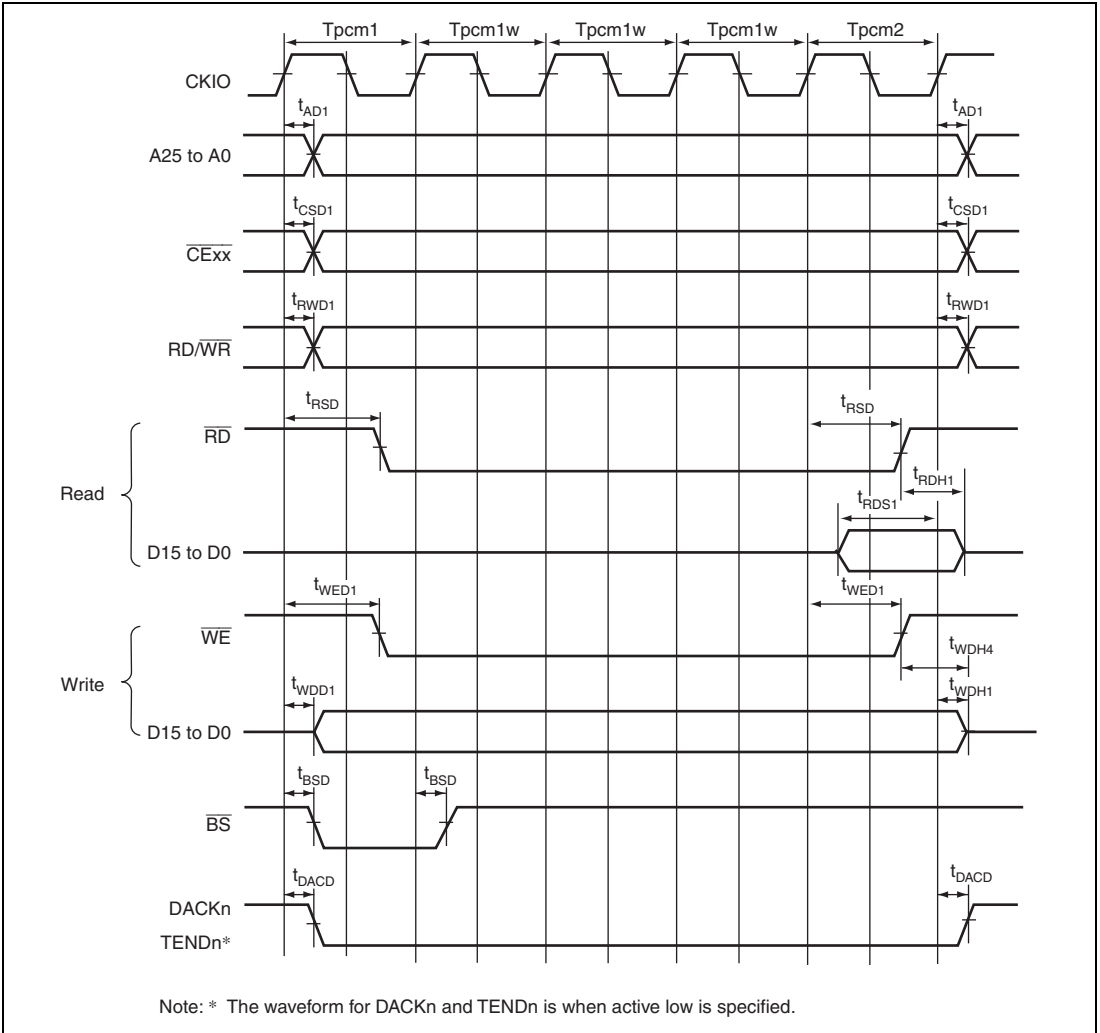 Tpcm1 Tpcm1w Tpcm1w Tpcm1w Tpcm2
CKIO
tAD1 tAD1
A25 to A0
tCSD1 tCSD1
CExx
tRWD1 tRWD1
RD/WR
tRSD tRSD
RD
tRDH1
Read
tRDS1
D15 to D0
tWED1 tWED1
WE
tWDH4
Write
tWDD1 tWDH1
D15 to D0
tBSD tBSD
BS
tDACD tDACD
DACKn
TENDn*
Note: * The waveform for DACKn and TENDn is when active low is specified.